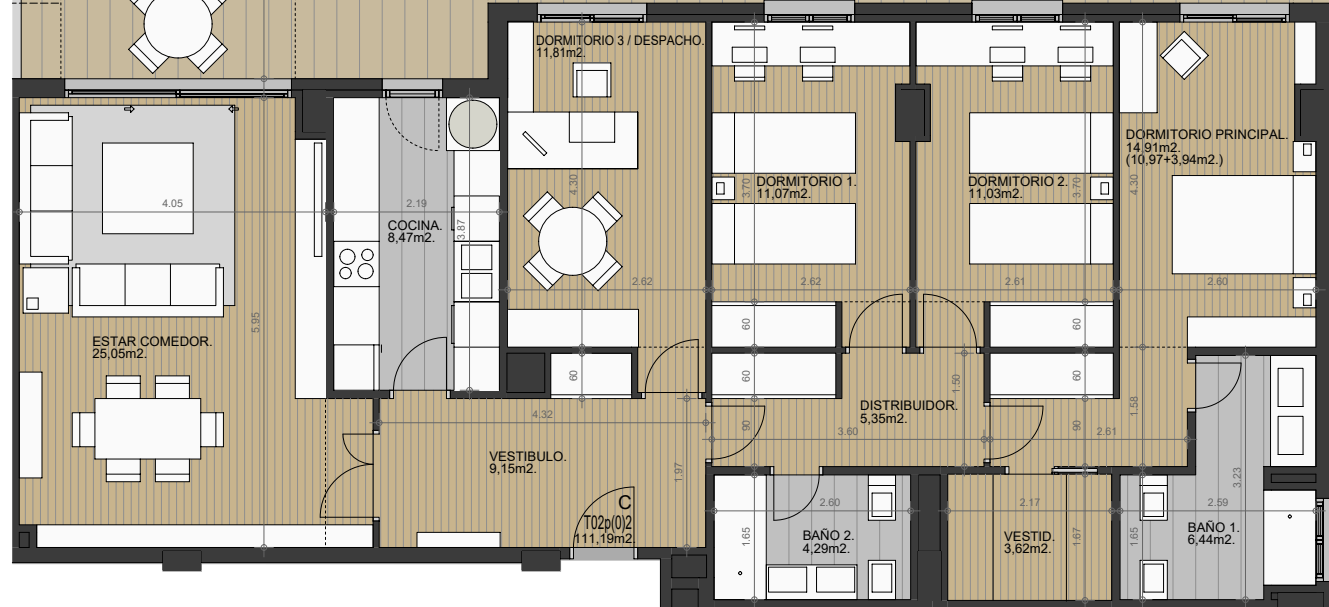 DORMITORIO 3 / DESPACHO.
11,81m2.
4.30
2.62
60
DORMITORIO 1.
11,07m2.
3.70
2.62
60
60
DORMITORIO 2.
11,03m2.
3.70
2.61
60
60
DORMITORIO PRINCIPAL.
14,91m2.
(10,97+3,94m2.)
4.30
2.60
4.05
ESTAR COMEDOR.
25,05m2.
5.95
2.19
COCINA.
8,47m2.
3.87
4.32
VESTIBULO.
9,15m2.
1.97
C
T02p(0)2
111,19m2.
DISTRIBUIDOR.
5,35m2.
1.50
90
3.60
90
2.61
1.58
2.60
1.65
BAÑO 2.
4,29m2.
2.17
VESTID.
3,62m2.
1.67
3.23
2.59
1.65
BAÑO 1.
6,44m2.